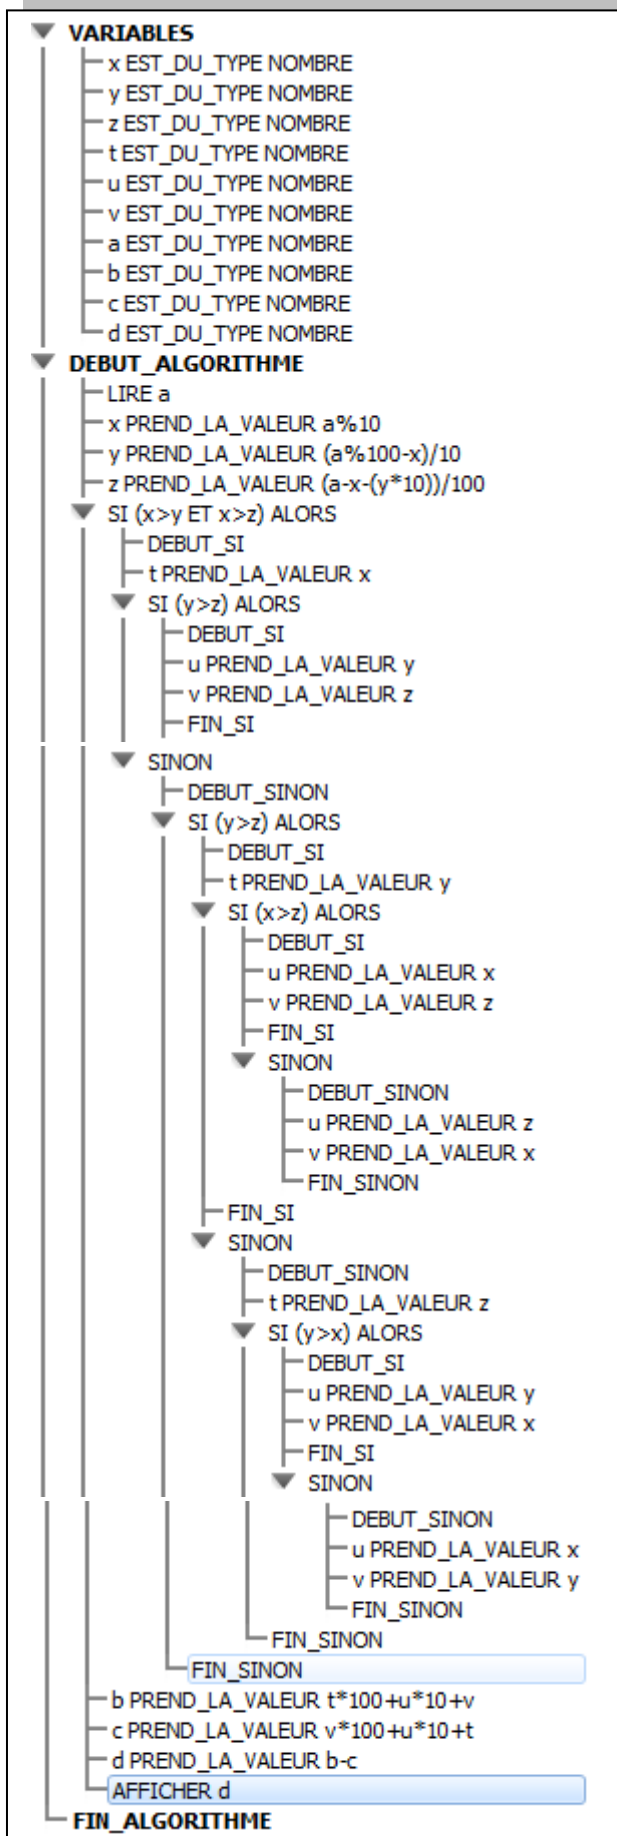 VARIABLES
x EST_DU_TYPE NOMBRE
y EST_DU_TYPE NOMBRE
z EST_DU_TYPE NOMBRE
t EST_DU_TYPE NOMBRE
u EST_DU_TYPE NOMBRE
v EST_DU_TYPE NOMBRE
a EST_DU_TYPE NOMBRE
b EST_DU_TYPE NOMBRE
c EST_DU_TYPE NOMBRE
d EST_DU_TYPE NOMBRE
DEBUT_ALGORITHME
LIRE a
x PREND_LA_VALEUR a%10
y PREND_LA_VALEUR (a%100-x)/10
z PREND_LA_VALEUR (a-x-(y*10))/100
SI (x>y ET x>z) ALORS
DEBUT_SI
t PREND_LA_VALEUR x
SI (y>z) ALORS
DEBUT_SI
u PREND_LA_VALEUR y
v PREND_LA_VALEUR z
FIN_SI
SINON
DEBUT_SINON
SI (y>z) ALORS
DEBUT_SI
t PREND_LA_VALEUR y
SI (x>z) ALORS
DEBUT_SI
u PREND_LA_VALEUR x
v PREND_LA_VALEUR z
FIN_SI
SINON
DEBUT_SINON
u PREND_LA_VALEUR z
v PREND_LA_VALEUR x
FIN_SINON
FIN_SI
SINON
DEBUT_SINON
t PREND_LA_VALEUR z
SI (y>x) ALORS
DEBUT_SI
u PREND_LA_VALEUR y
v PREND_LA_VALEUR x
FIN_SI
SINON
DEBUT_SINON
u PREND_LA_VALEUR x
v PREND_LA_VALEUR y
FIN_SINON
FIN_SINON
FIN_SINON
b PREND_LA_VALEUR t*100+u*10+v
c PREND_LA_VALEUR v*100+u*10+t
d PREND_LA_VALEUR b-c
AFFICHER d
FIN_ALGORITHME